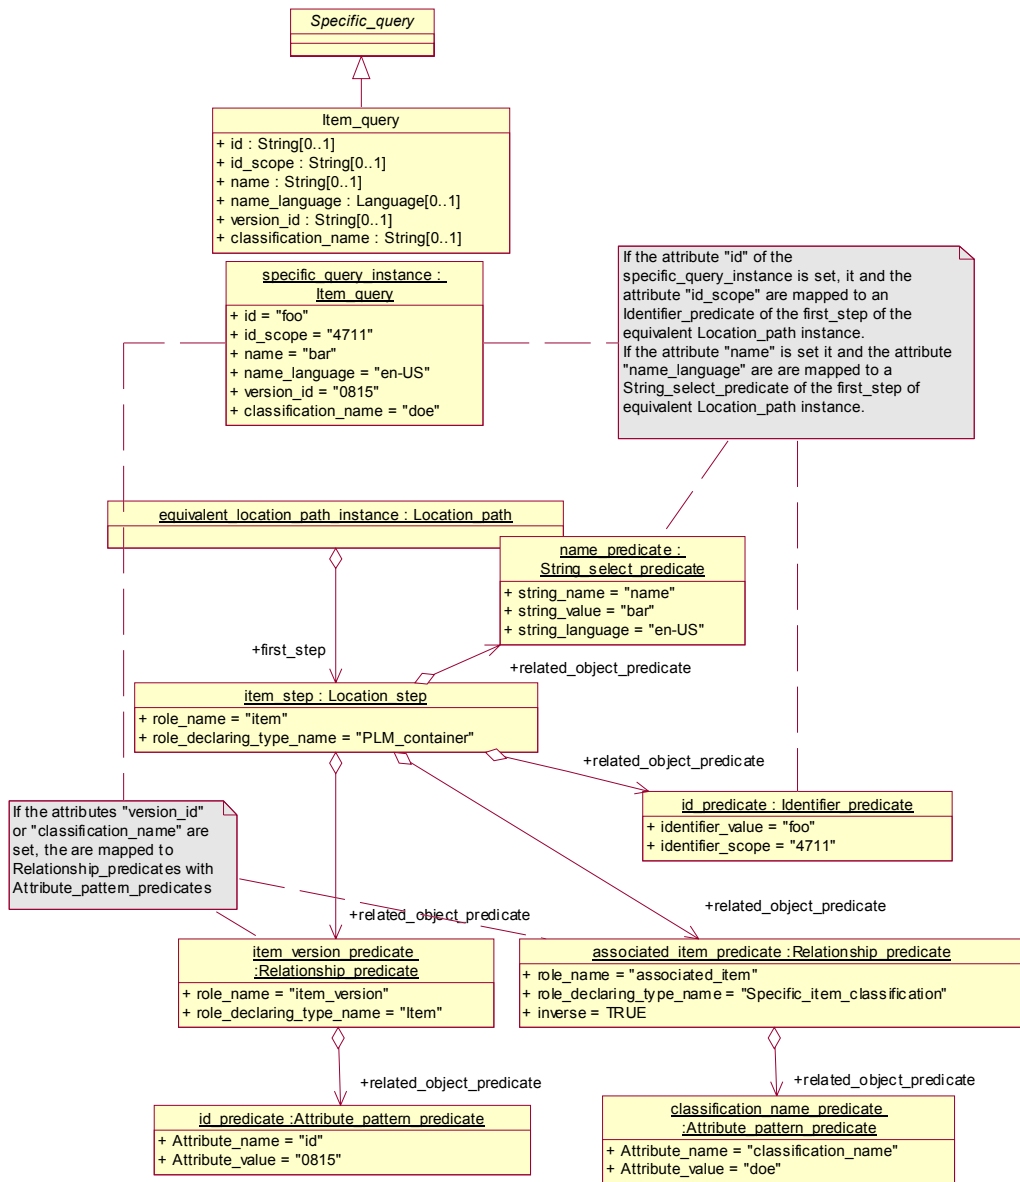 Specific_query
Item_query
+ id : String[0..1]
+ id_scope : String[0..1]
+ name : String[0..1]
+ name_language : Language[0..1]
+ version_id : String[0..1]
+ classification_name : String[0..1]
specific_query_instance :
Item_query
+ id = "foo"
+ id_scope = "4711"
+ name = "bar"
+ name_language = "en-US"
+ version_id = "0815"
+ classification_name = "doe"
If the attribute "id" of the
specific_query_instance is set, it and the
attribute "id_scope" are mapped to an
Identifier_predicate of the first_step of the
equivalent Location_path instance.
If the attribute "name" is set it and the attribute
"name_language" are are mapped to a
String_select_predicate of the first_step of
equivalent Location_path instance.
equivalent_location_path_instance : Location_path
name_predicate :
String_select_predicate
+ string_name = "name"
+ string_value = "bar"
+ string_language = "en-US"
+first_step
+related_object_predicate
item_step : Location_step
+ role_name = "item"
+ role_declaring_type_name = "PLM_container"
+related_object_predicate
id_predicate : Identifier_predicate
+ identifier_value = "foo"
+ identifier_scope = "4711"
If the attributes "version_id"
or "classification_name" are
set, the are mapped to
Relationship_predicates with
Attribute_pattern_predicates
+related_object_predicate
+related_object_predicate
item_version_predicate
:Relationship_predicate
+ role_name = "item_version"
+ role_declaring_type_name = "Item"
associated_item_predicate :Relationship_predicate
+ role_name = "associated_item"
+ role_declaring_type_name = "Specific_item_classification"
+ inverse = TRUE
+related_object_predicate
+related_object_predicate
id_predicate :Attribute_pattern_predicate
+ Attribute_name = "id"
+ Attribute_value = "0815"
classification_name_predicate
:Attribute_pattern_predicate
+ Attribute_name = "classification_name"
+ Attribute_value = "doe"